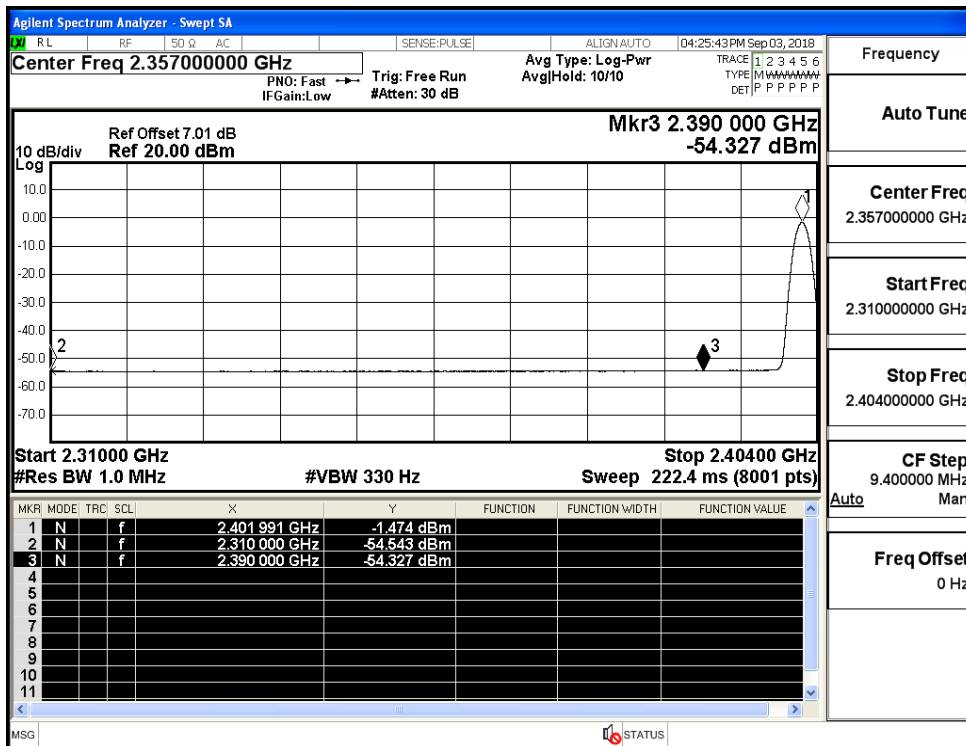 Agilent Spectrum Analyzer - Swept SA
LXI RL RF 50 Ω AC SENSE:PULSE ALIGN AUTO 04:25:43 PM Sep 03, 2018
Center Freq 2.357000000 GHz
PNO: Fast
IFGain:Low
Trig: Free Run
#Atten: 30 dB
Avg Type: Log-Pwr
Avg|Hold: 10/10
TRACE 1 2 3 4 5 6
TYPE M W W W W W
DET P P P P P P
Mkr3 2.390 000 GHz
-54.327 dBm
Ref Offset 7.01 dB
10 dB/div Ref 20.00 dBm
Log
10.0
0.00
-10.0
-20.0
-30.0
-40.0
-50.0
-60.0
-70.0
1
2
3
Start 2.31000 GHz Stop 2.40400 GHz
#Res BW 1.0 MHz #VBW 330 Hz Sweep 222.4 ms (8001 pts)
MKR MODE TRC SCL X Y FUNCTION FUNCTION WIDTH FUNCTION VALUE
1 N f 2.401 991 GHz -1.474 dBm
2 N f 2.310 000 GHz -54.543 dBm
3 N f 2.390 000 GHz -54.327 dBm
4
5
6
7
8
9
10
11
MSG STATUS
Frequency
Auto Tune
Center Freq
2.357000000 GHz
Start Freq
2.310000000 GHz
Stop Freq
2.404000000 GHz
CF Step
9.400000 MHz
Auto Man
Freq Offset
0 Hz